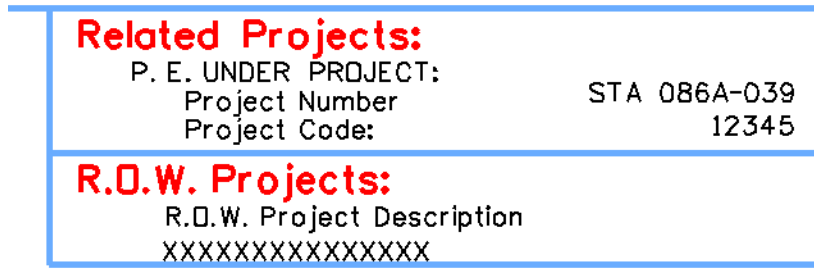 Related Projects:
P. E. UNDER PROJECT:
Project Number STA 086A-039
Project Code: 12345
R.O.W. Projects:
R.O.W. Project Description
XXXXXXXXXXXXXXX